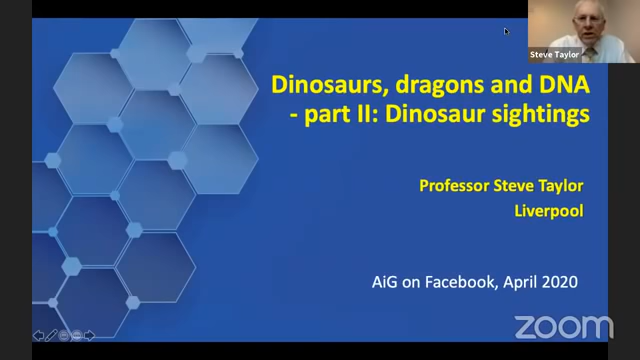 Steve Taylor
Dinosaurs, dragons and DNA
- part II: Dinosaur sightings
Professor Steve Taylor
Liverpool
AiG on Facebook, April 2020
zoom